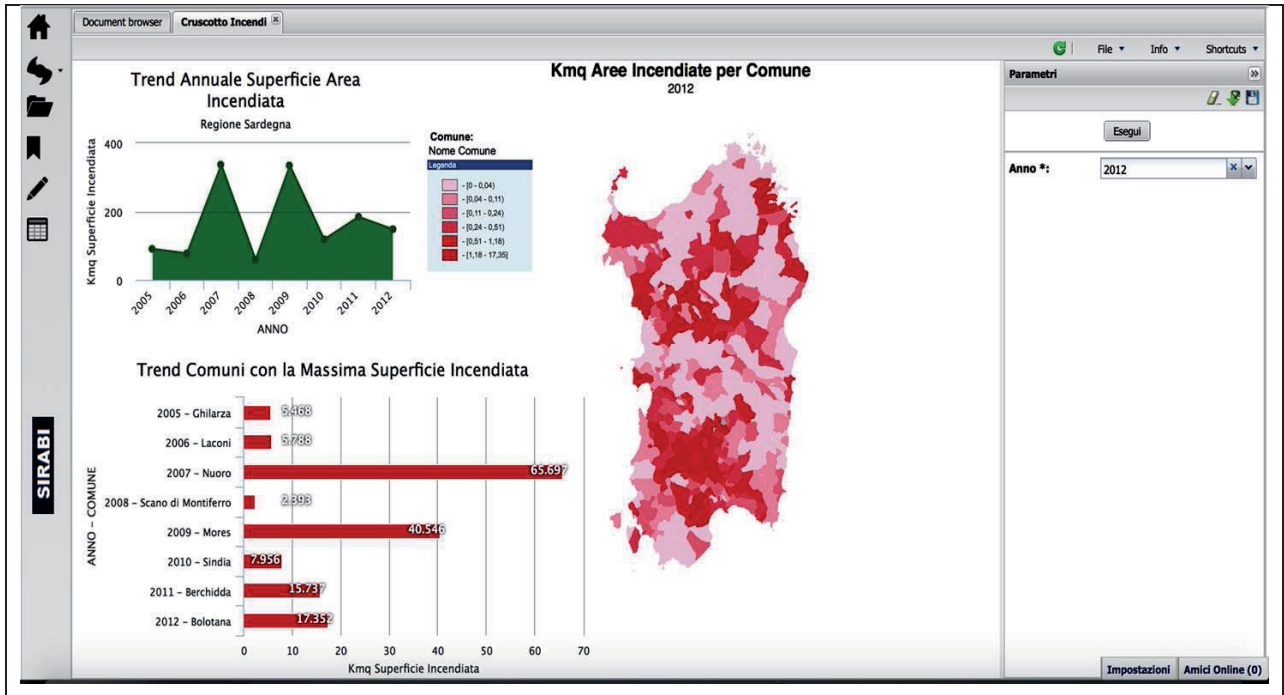 Document browser
Cruscotto Incendi
File
Info
Shortcuts
Trend Annuale Superficie Area
Incendiata
Regione Sardegna
Kmq Superficie Incendiata
400
200
0
2005
2006
2007
2008
2009
2010
2011
2012
ANNO
Comune:
Nome Comune
Legenda
- [0 - 0,04)
- [0,04 - 0,11)
- [0,11 - 0,24)
- [0,24 - 0,51)
- [0,51 - 1,18)
- [1,18 - 17,35]
Kmq Aree Incendiate per Comune
2012
Parametri
Esegui
Anno *:
2012
Trend Comuni con la Massima Superficie Incendiata
ANNO - COMUNE
2005 - Ghilarza
5.468
2006 - Laconi
5.788
2007 - Nuoro
65.697
2008 - Scano di Montiferro
2.393
2009 - Mores
40.546
2010 - Sindia
7.956
2011 - Berchidda
15.737
2012 - Bolotana
17.352
0
10
20
30
40
50
60
70
Kmq Superficie Incendiata
SIRABI
Impostazioni
Amici Online (0)